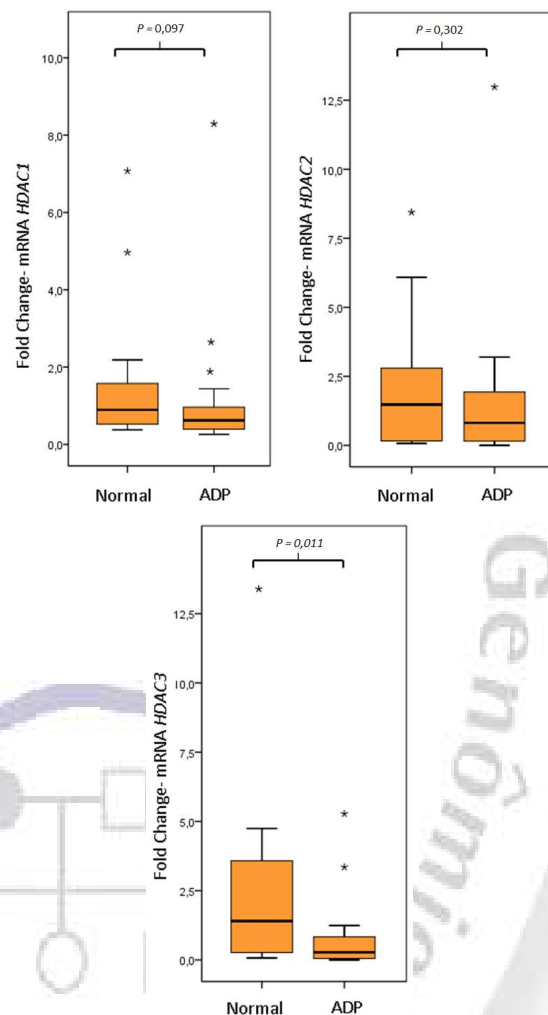 P = 0,097
10,0
8,0
6,0
4,0
2,0
0,0
Fold Change- mRNA HDAC1
Normal ADP
P = 0,302
12,5
10,0
7,5
5,0
2,5
0,0
Fold Change- mRNA HDAC2
Normal ADP
P = 0,011
12,5
10,0
7,5
5,0
2,5
0,0
Fold Change- mRNA HDAC3
Normal ADP